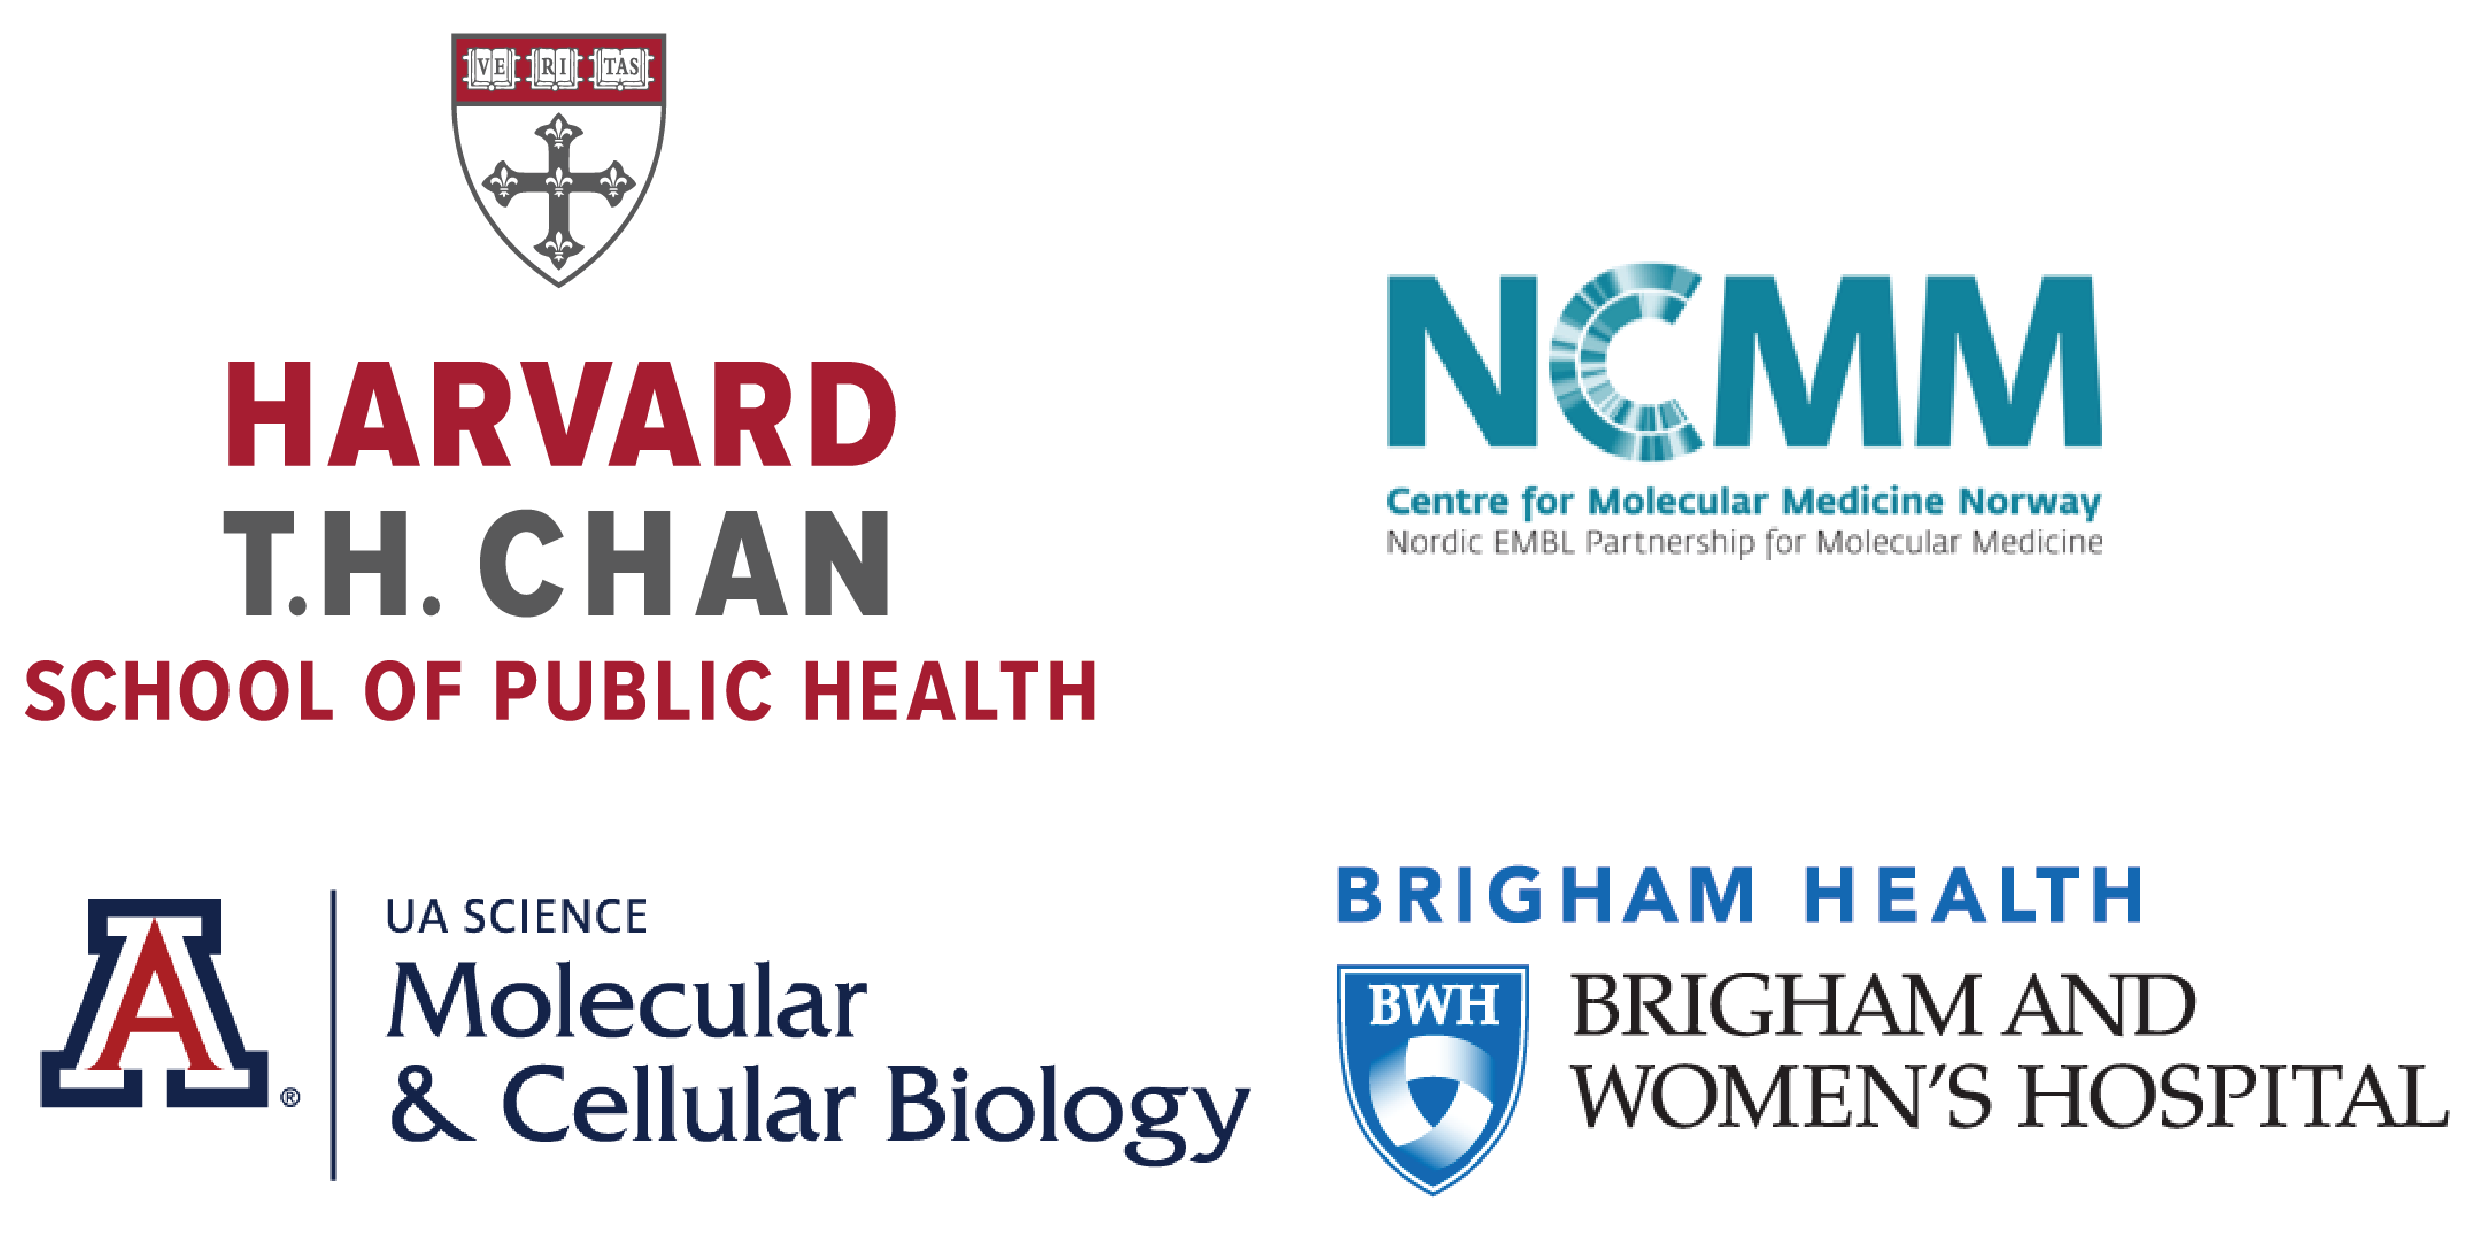 VE RI TAS
HARVARD
T.H. CHAN
SCHOOL OF PUBLIC HEALTH
NCMM
Centre for Molecular Medicine Norway
Nordic EMBL Partnership for Molecular Medicine
A
®
UA SCIENCE
Molecular
& Cellular Biology
BRIGHAM HEALTH
BWH
BRIGHAM AND
WOMEN'S HOSPITAL